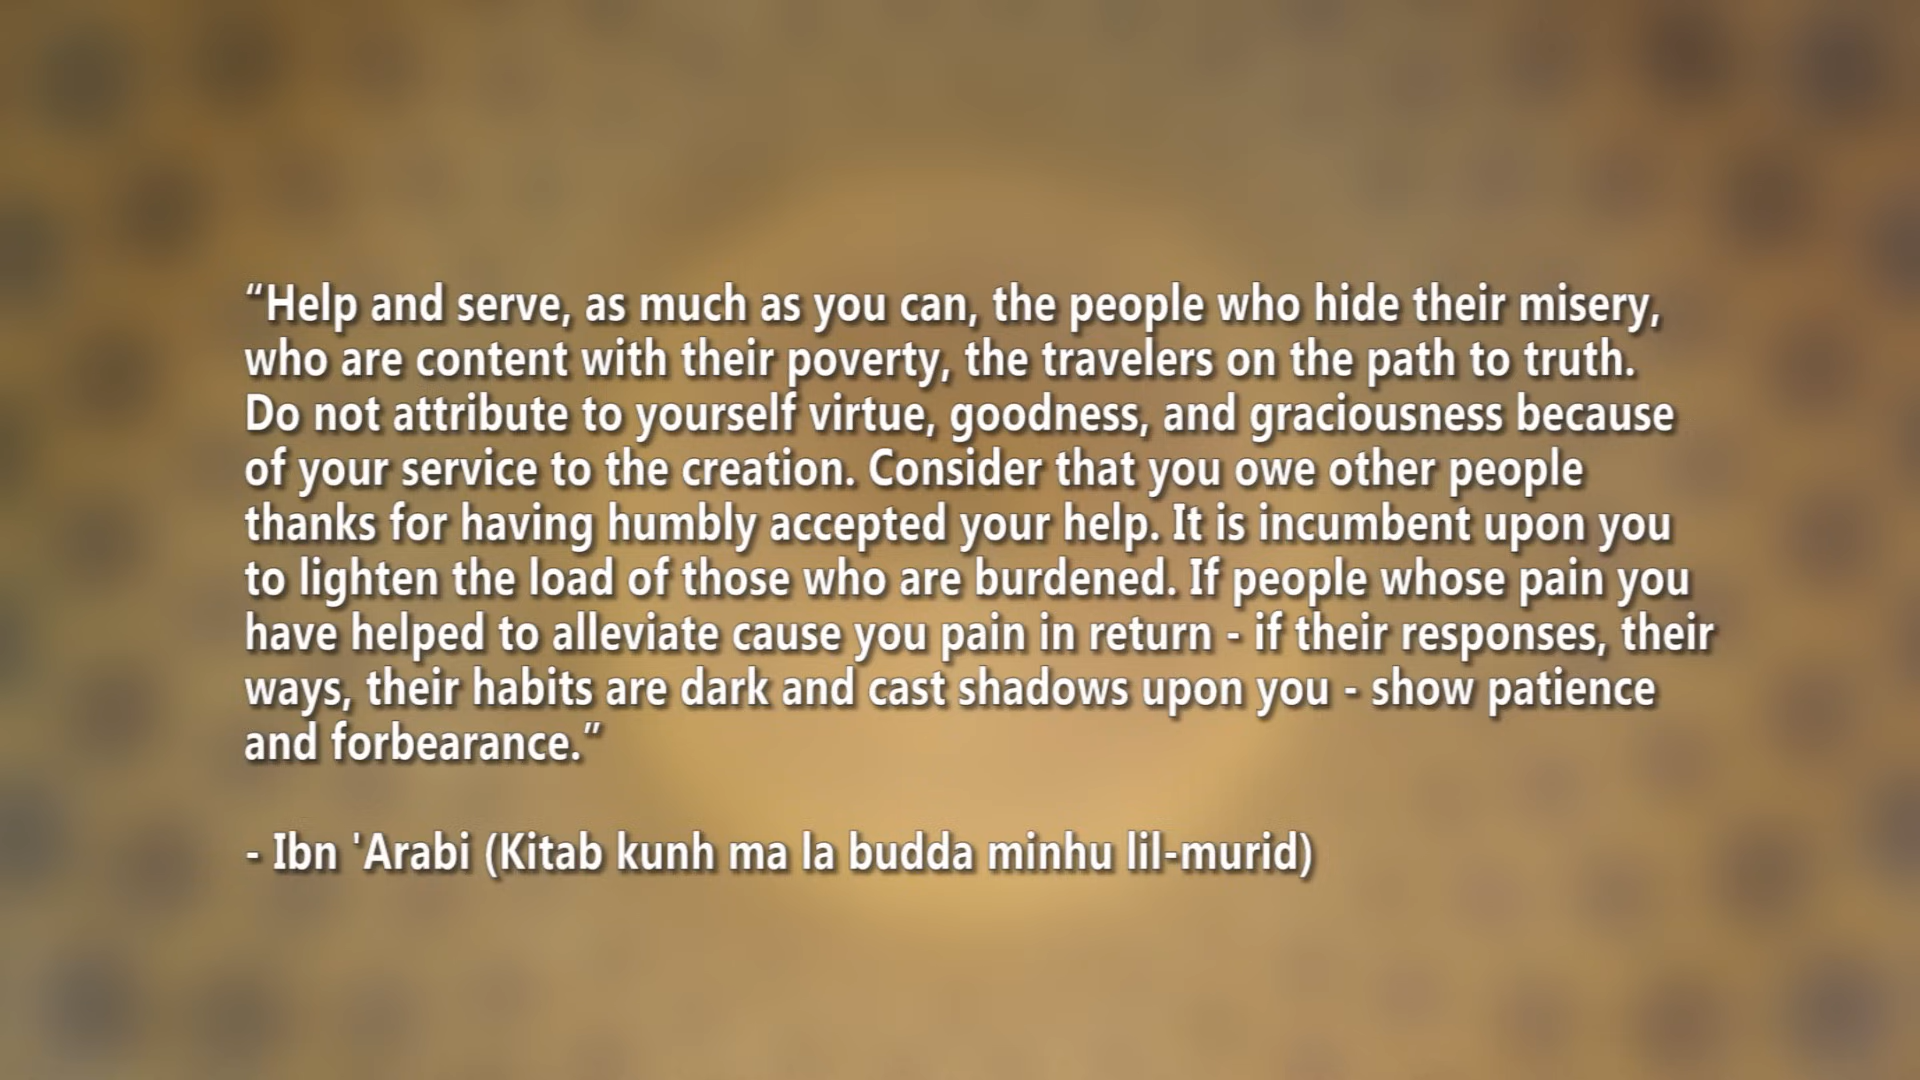 “Help and serve, as much as you can, the people who hide their misery,
who are content with their poverty, the travelers on the path to truth.
Do not attribute to yourself virtue, goodness, and graciousness because
of your service to the creation. Consider that you owe other people
thanks for having humbly accepted your help. It is incumbent upon you
to lighten the load of those who are burdened. If people whose pain you
have helped to alleviate cause you pain in return - if their responses, their
ways, their habits are dark and cast shadows upon you - show patience
and forbearance.”
- Ibn 'Arabi (Kitab kunh ma la budda minhu lil-murid)